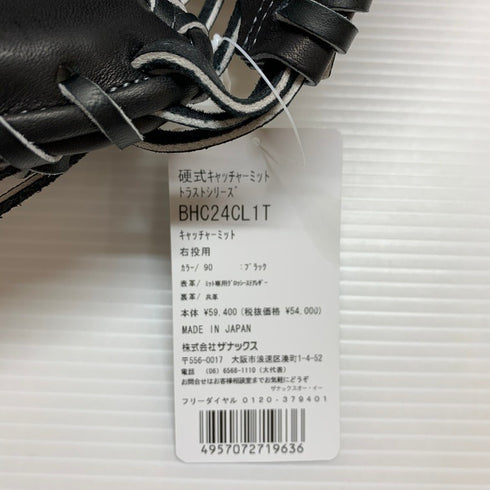 硬式キャッチャーミット
トラストシリーズ
BHC24CL1T
キャッチャーミット
右投用
カラー/ 90 :ブラック
表革/ ミット専用グロッシーステアレザー
裏革/ 共革
本体 ¥59,400(税抜価格 ¥54,000)
MADE IN JAPAN
株式会社ザナックス
〒556-0017 大阪市浪速区湊町1-4-52
電話 (06) 6568-1110 (大代表)
お問合せはお客様相談室までお気軽にどうぞ
ザナックスボー・イー
フリーダイヤル 0120-379401
4957072719636